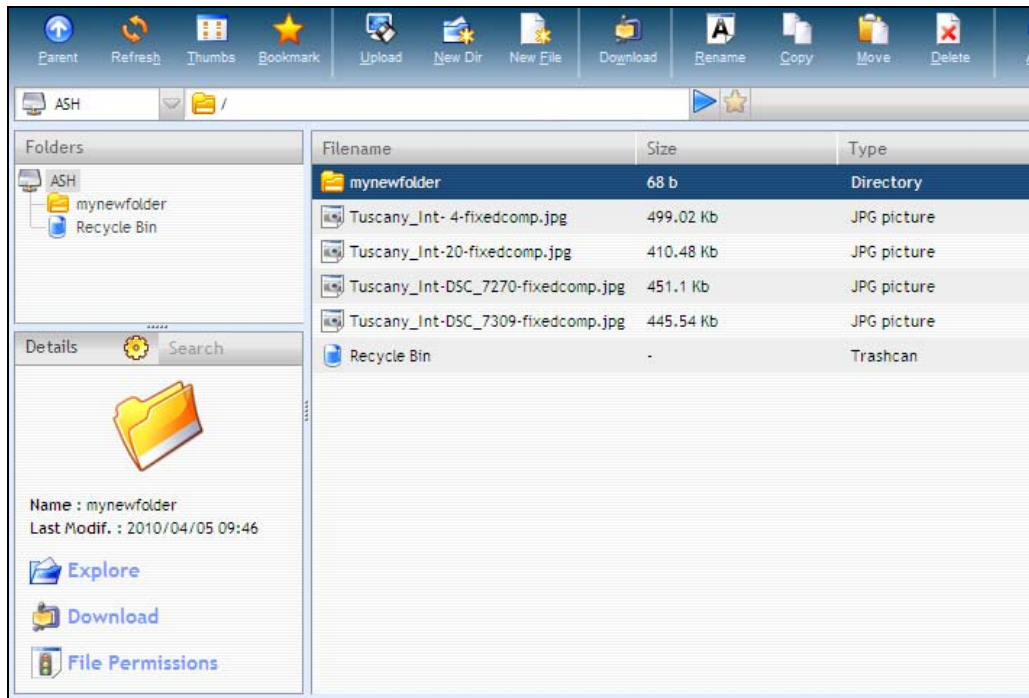 Parent Refresh Thumbs Bookmark Upload New Dir New File Download Rename Copy Move Delete
ASH /
Folders
ASH
mynewfolder
Recycle Bin
Filename Size Type
mynewfolder 68 b Directory
Tuscany_Int- 4-fixedcomp.jpg 499.02 Kb JPG picture
Tuscany_Int-20-fixedcomp.jpg 410.48 Kb JPG picture
Tuscany_Int-DSC_7270-fixedcomp.jpg 451.1 Kb JPG picture
Tuscany_Int-DSC_7309-fixedcomp.jpg 445.54 Kb JPG picture
Recycle Bin - Trashcan
Details Search
Name : mynewfolder
Last Modif. : 2010/04/05 09:46
Explore
Download
File Permissions